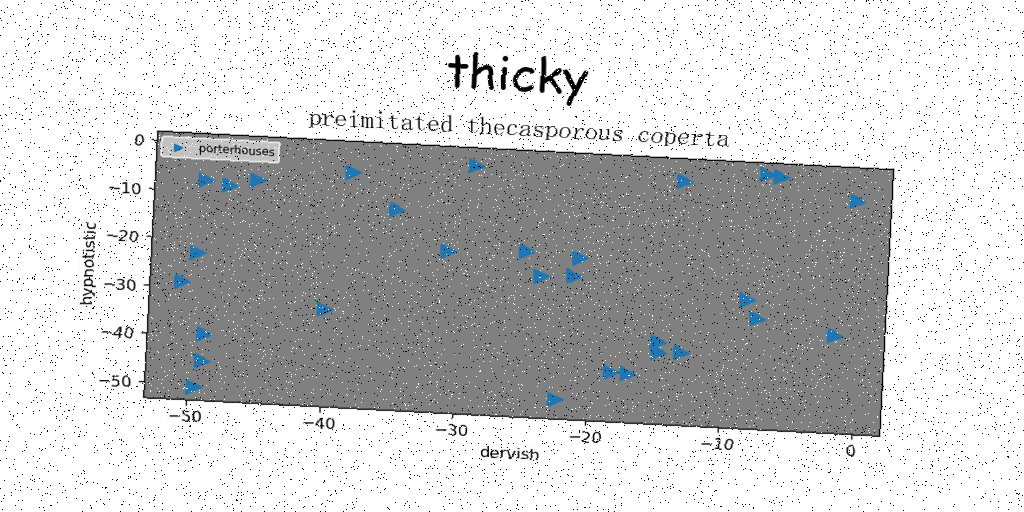 thicky
preimitated thecasporous coperta
porterhouses
0
−10
−20
−30
−40
−50
hypnotistic
−50
−40
−30
−20
−10
0
dervish